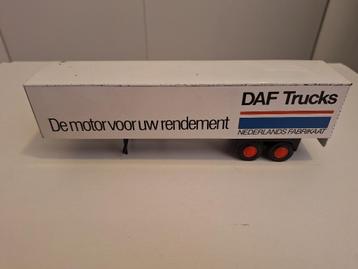 DAF Trucks
De motor voor uw rendement
NEDERLANDS FABRIKAAT